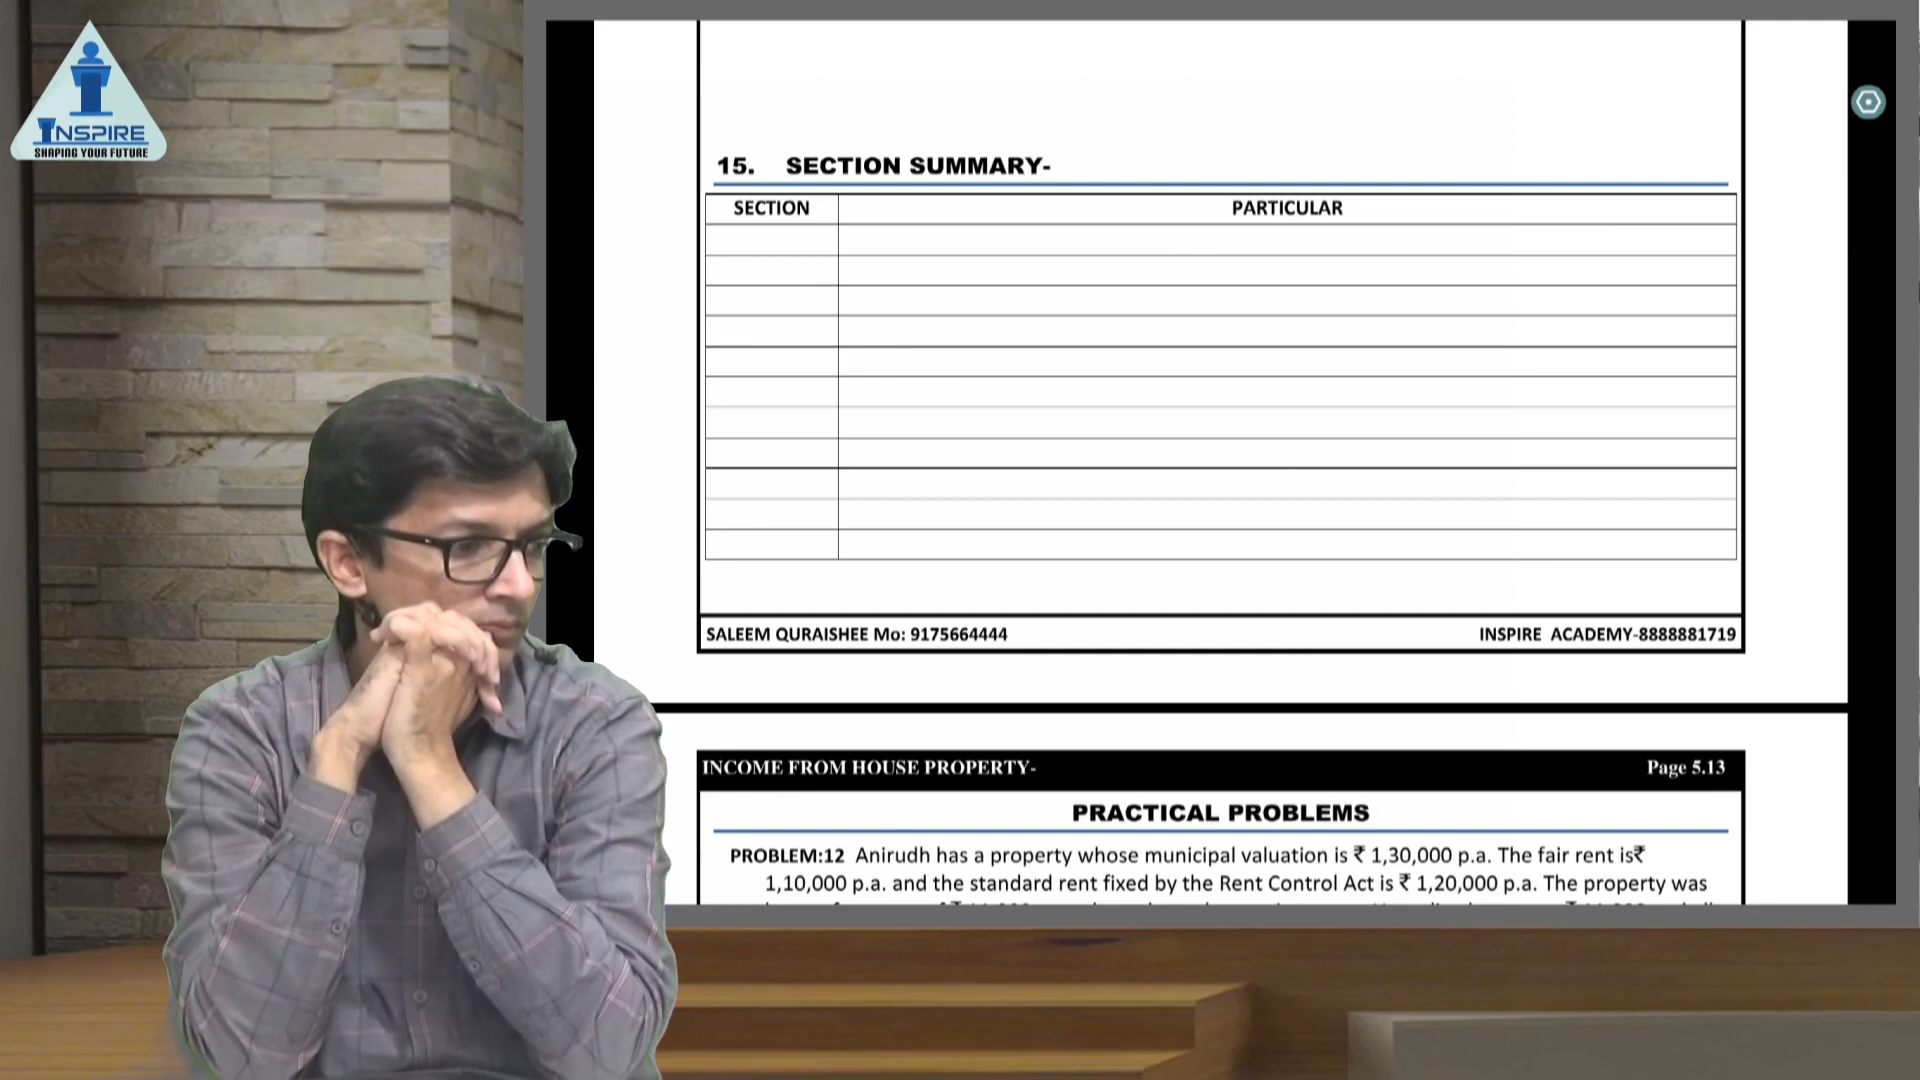 INSPIRE
SHAPING YOUR FUTURE
15. SECTION SUMMARY-
SECTION PARTICULAR
SALEEM QURAISHEE Mo: 9175664444 INSPIRE ACADEMY-8888881719
INCOME FROM HOUSE PROPERTY- Page 5.13
PRACTICAL PROBLEMS
PROBLEM:12 Anirudh has a property whose municipal valuation is ₹ 1,30,000 p.a. The fair rent is₹
1,10,000 p.a. and the standard rent fixed by the Rent Control Act is ₹ 1,20,000 p.a. The property was